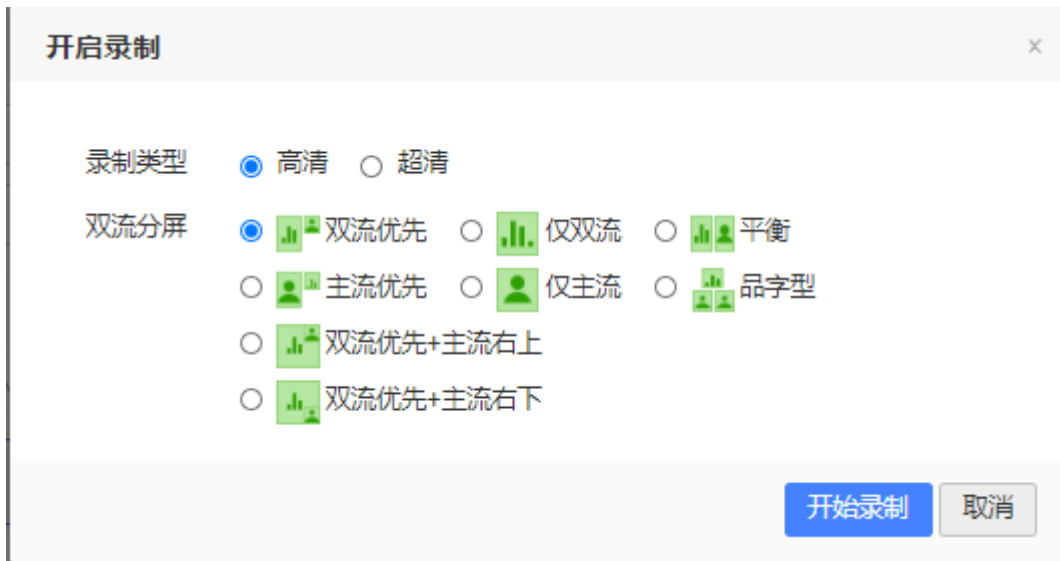 开启录制
×
录制类型 高清 超清
双流分屏 双流优先 仅双流 平衡
主流优先 仅主流 品字型
双流优先+主流右上
双流优先+主流右下
开始录制 取消